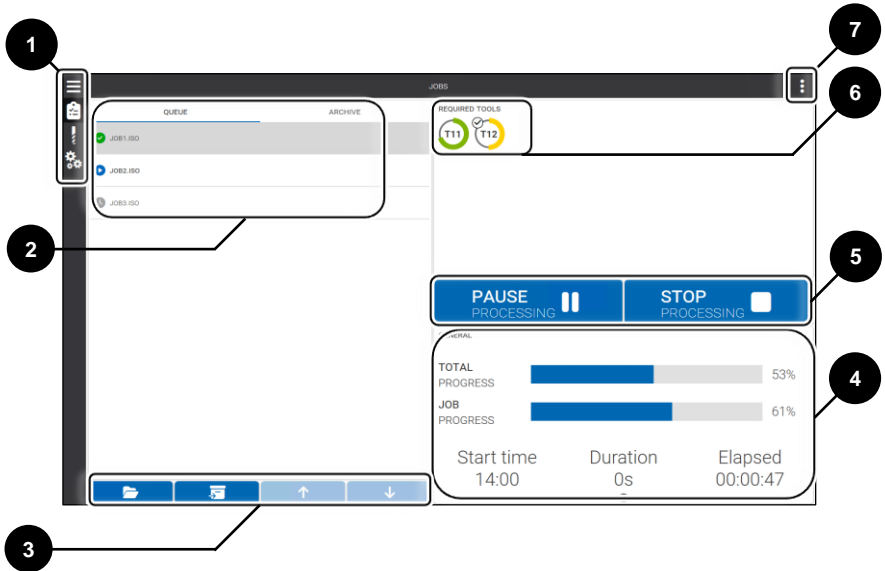 1
7
JOBS
6
QUEUE ARCHIVE
REQUIRED TOOLS
T11 T12
JOB1.ISO
JOB2.ISO
JOB3.ISO
2
5
PAUSE
PROCESSING
STOP
PROCESSING
TOTAL
PROGRESS
53%
4
JOB
PROGRESS
61%
Start time Duration Elapsed
14:00 0s 00:00:47
3